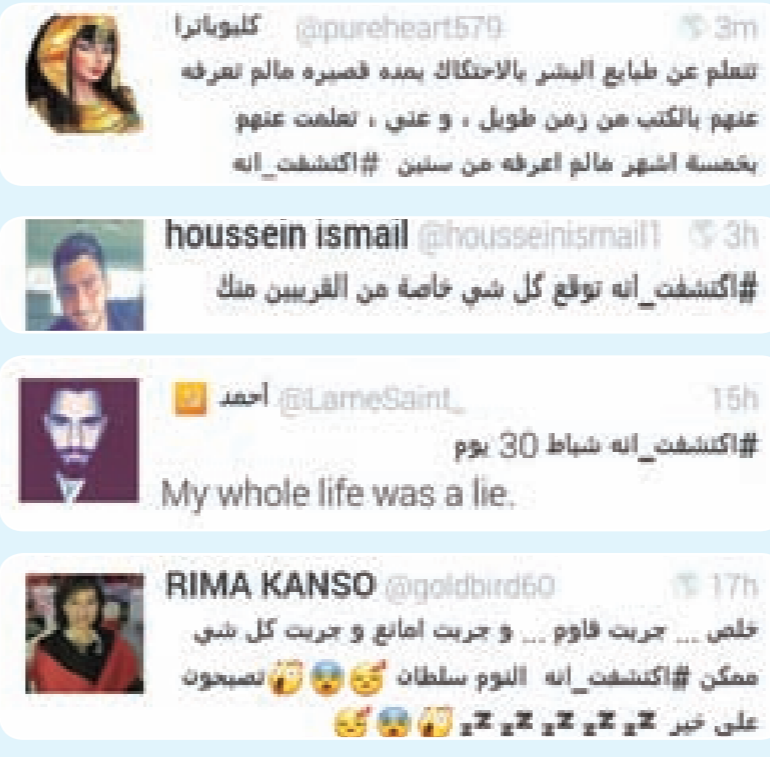 كليوباترا @pureheart579 3m
تتعلم عن طبايع البشر بالاحتكاك بمده قصيره مالم تعرفه
عنهم بالكتب من زمن طويل ، و عني ، تعلمت عنهم
بخمسة اشهر مالم اعرفه من سنين #اكتشفت_انه
houssein ismail @housseinismail1 3h
#اكتشفت_انه توقع كل شي خاصة من القريبين منك
أحمد @LameSaint_ 15h
#اكتشفت_انه شباط 30 يوم
My whole life was a lie.
RIMA KANSO @goldbird60 17h
خلص ... جربت قاوم ... و جربت امانع و جربت كل شي
ممكن #اكتشفت_انه النوم سلطان 😴😨😱تصبحون
على خير 💤💤💤💤💤😱😨😴